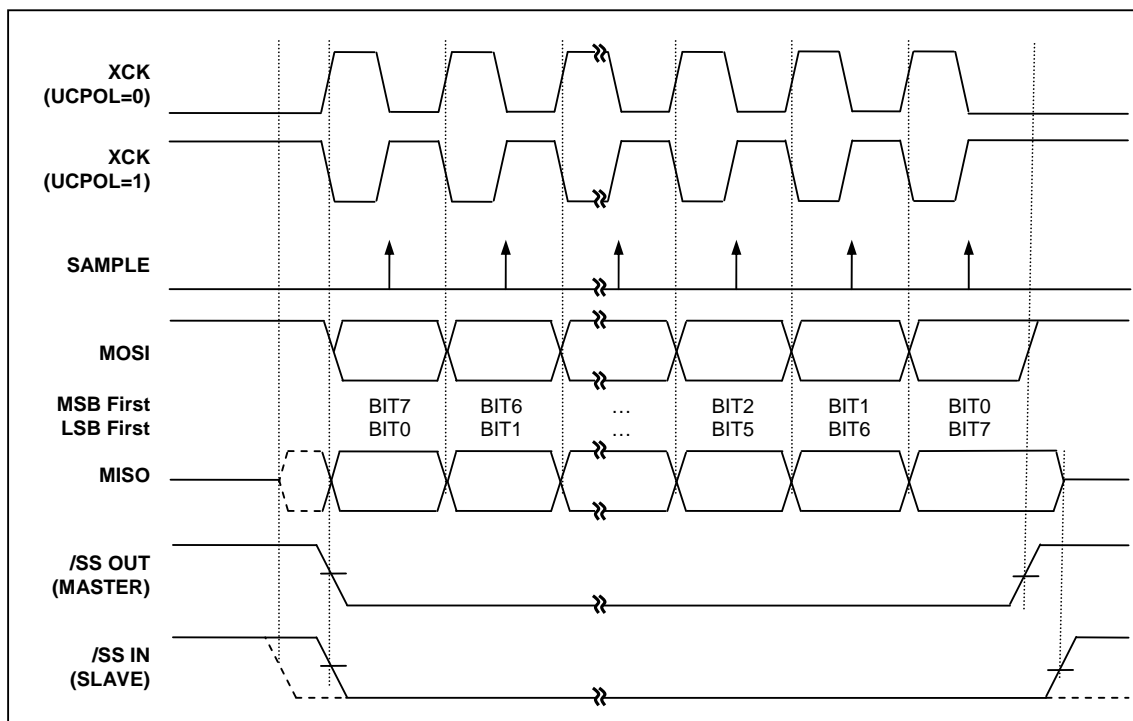 XCK
(UCPOL=0)
XCK
(UCPOL=1)
SAMPLE
MOSI
MSB First BIT7 BIT6 ... BIT2 BIT1 BIT0
LSB First BIT0 BIT1 ... BIT5 BIT6 BIT7
MISO
/SS OUT
(MASTER)
/SS IN
(SLAVE)